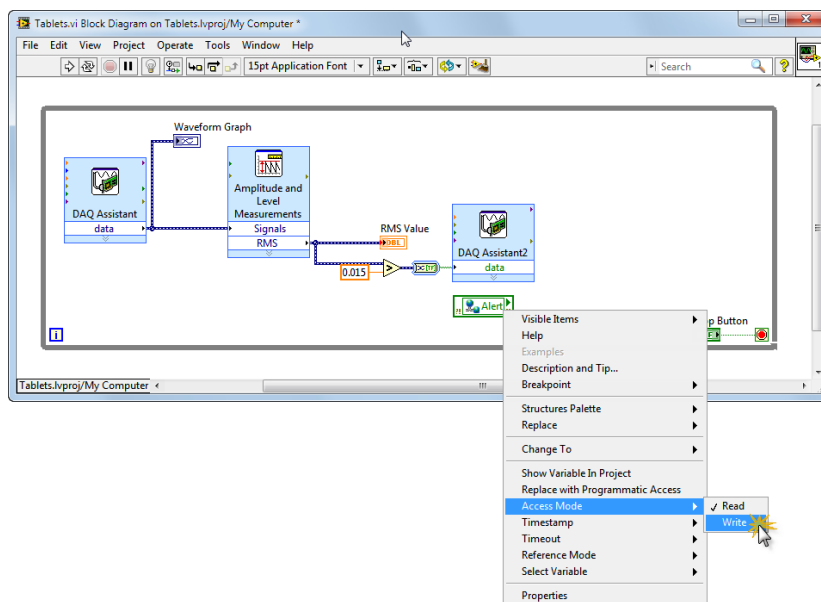 Tablets.vi Block Diagram on Tablets.lvproj/My Computer *
File Edit View Project Operate Tools Window Help
15pt Application Font
Search
Waveform Graph
DAQ Assistant
data
Amplitude and
Level
Measurements
Signals
RMS
RMS Value
DBL
0.015
TF
DAQ Assistant2
data
Alert
i
op Button
F
Tablets.lvproj/My Computer
Visible Items
Help
Examples
Description and Tip...
Breakpoint
Structures Palette
Replace
Change To
Show Variable In Project
Replace with Programmatic Access
Access Mode
Read
Write
Timestamp
Timeout
Reference Mode
Select Variable
Properties